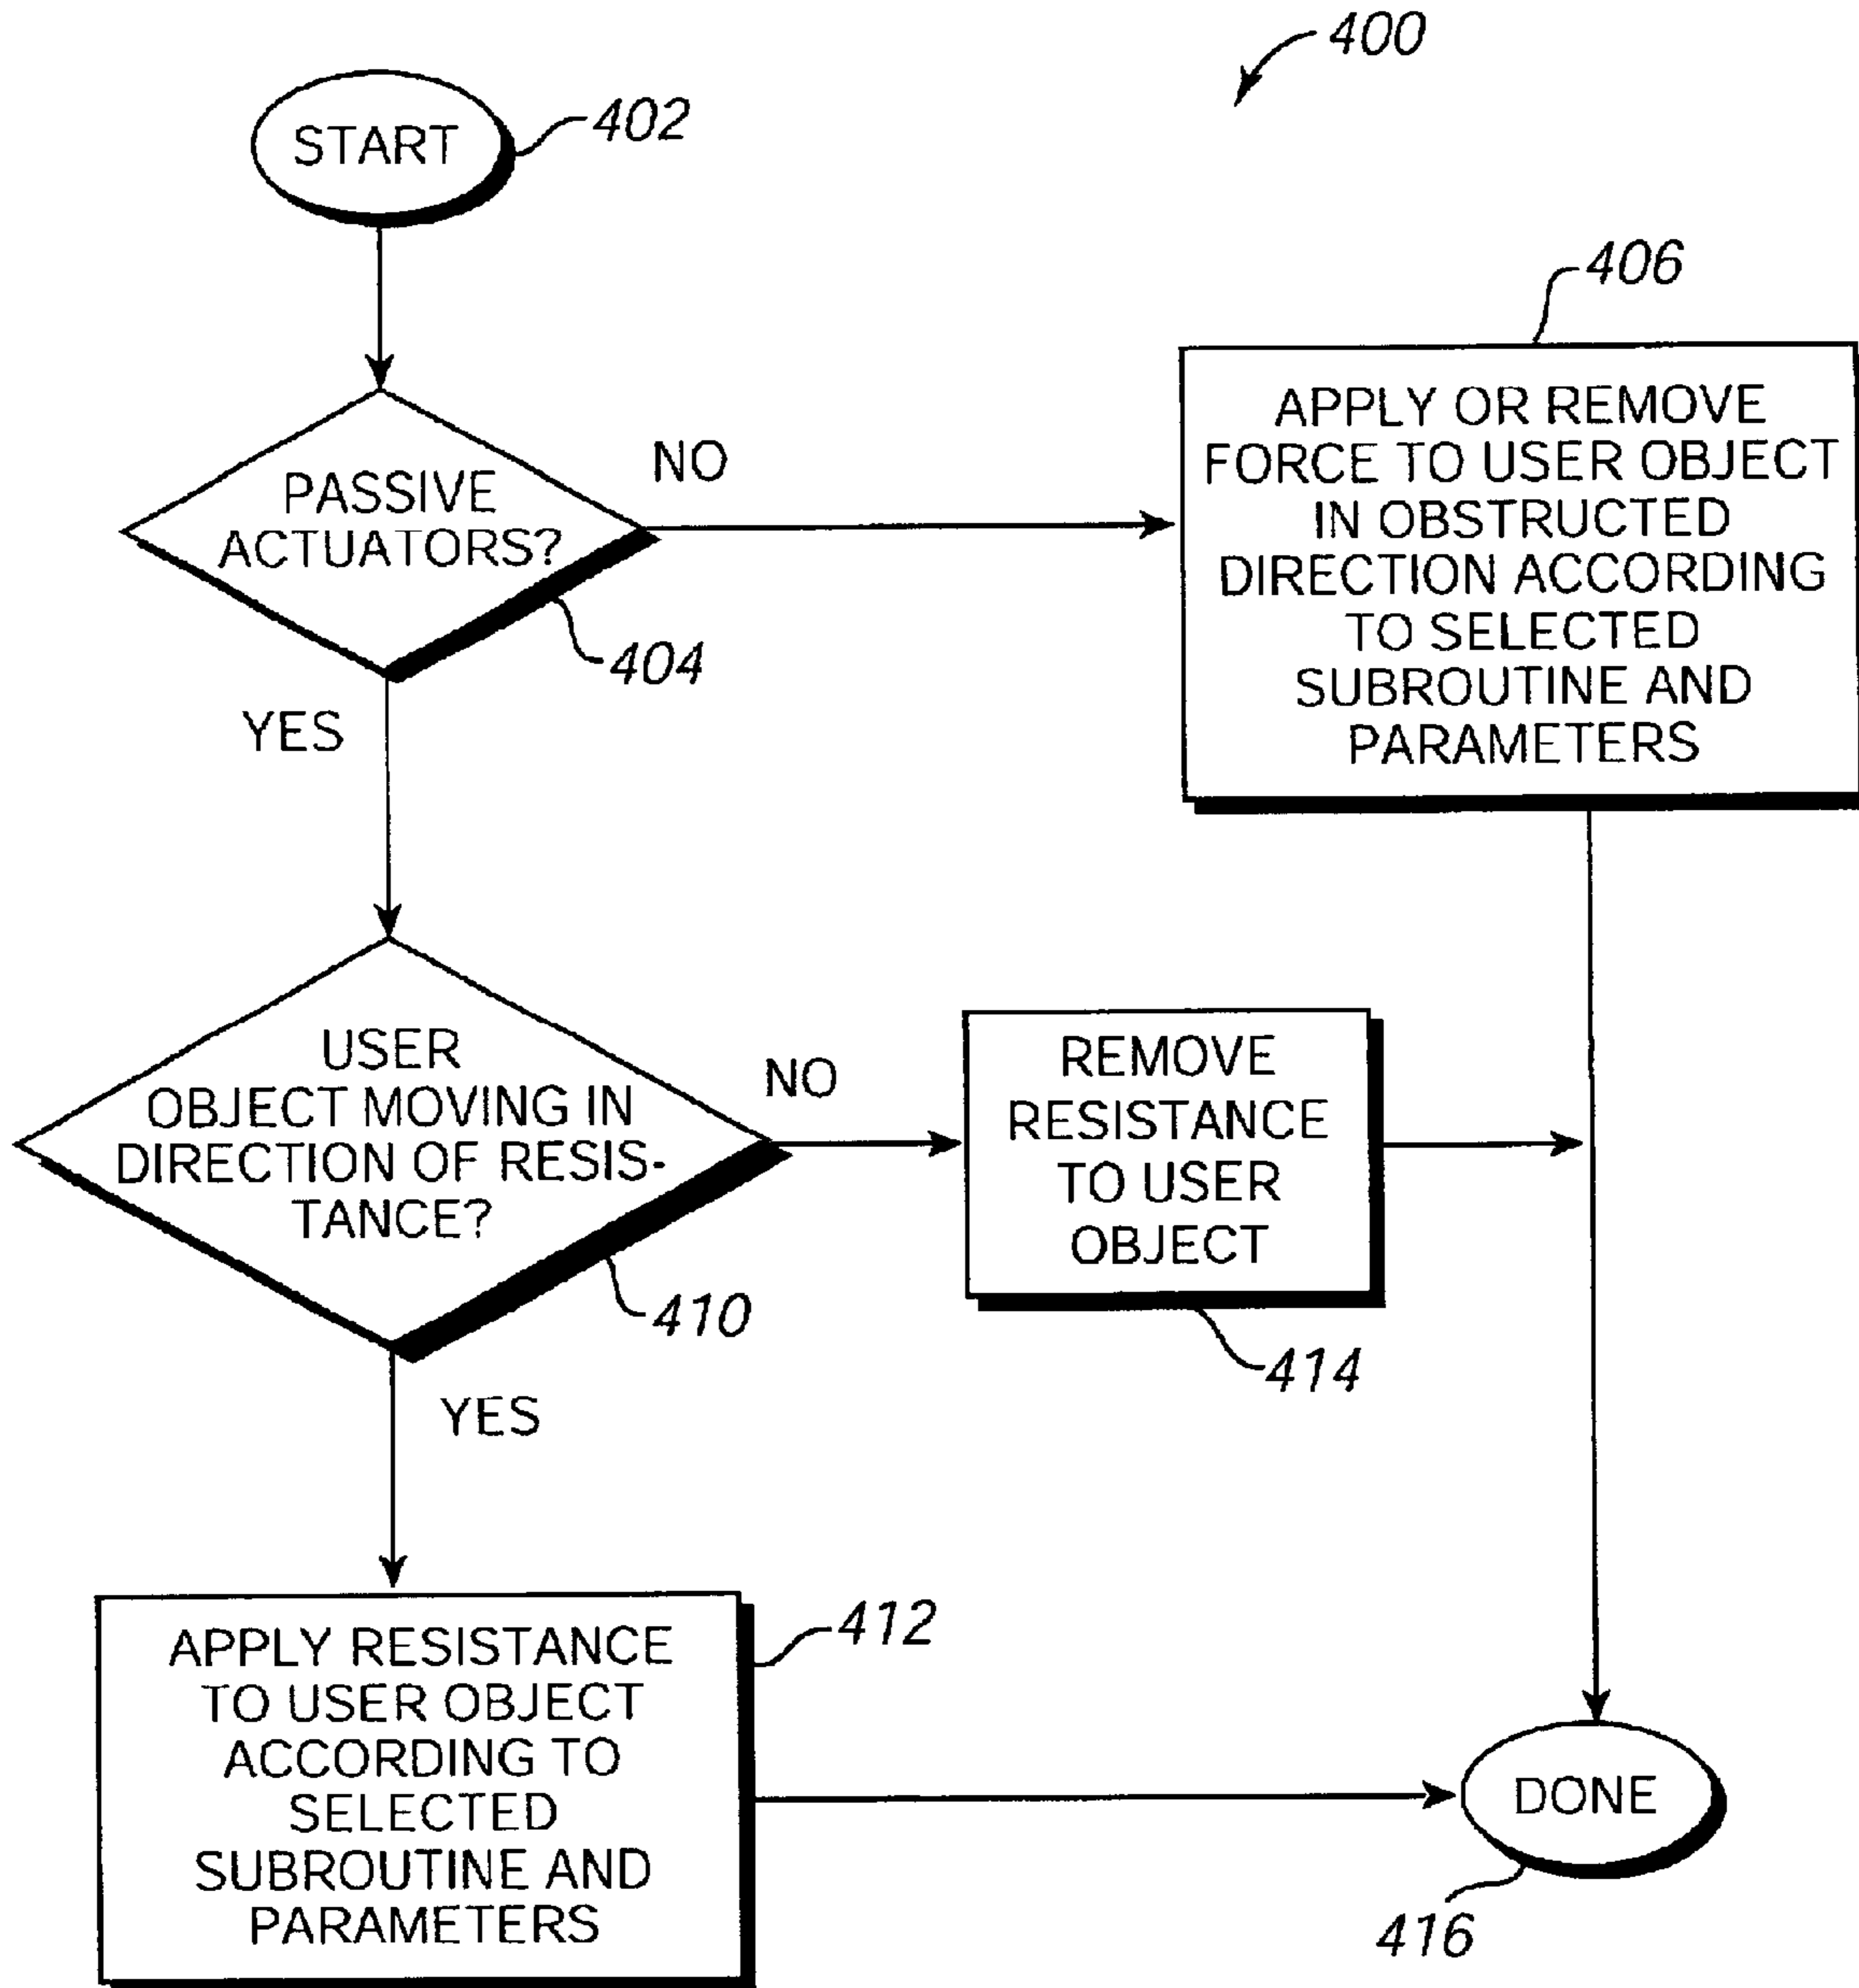 400
START
402
406
PASSIVE
ACTUATORS?
NO
404
YES
APPLY OR REMOVE
FORCE TO USER OBJECT
IN OBSTRUCTED
DIRECTION ACCORDING
TO SELECTED
SUBROUTINE AND
PARAMETERS
USER
OBJECT MOVING IN
DIRECTION OF RESIS-
TANCE?
NO
410
YES
REMOVE
RESISTANCE
TO USER
OBJECT
414
APPLY RESISTANCE
TO USER OBJECT
ACCORDING TO
SELECTED
SUBROUTINE AND
PARAMETERS
412
DONE
416